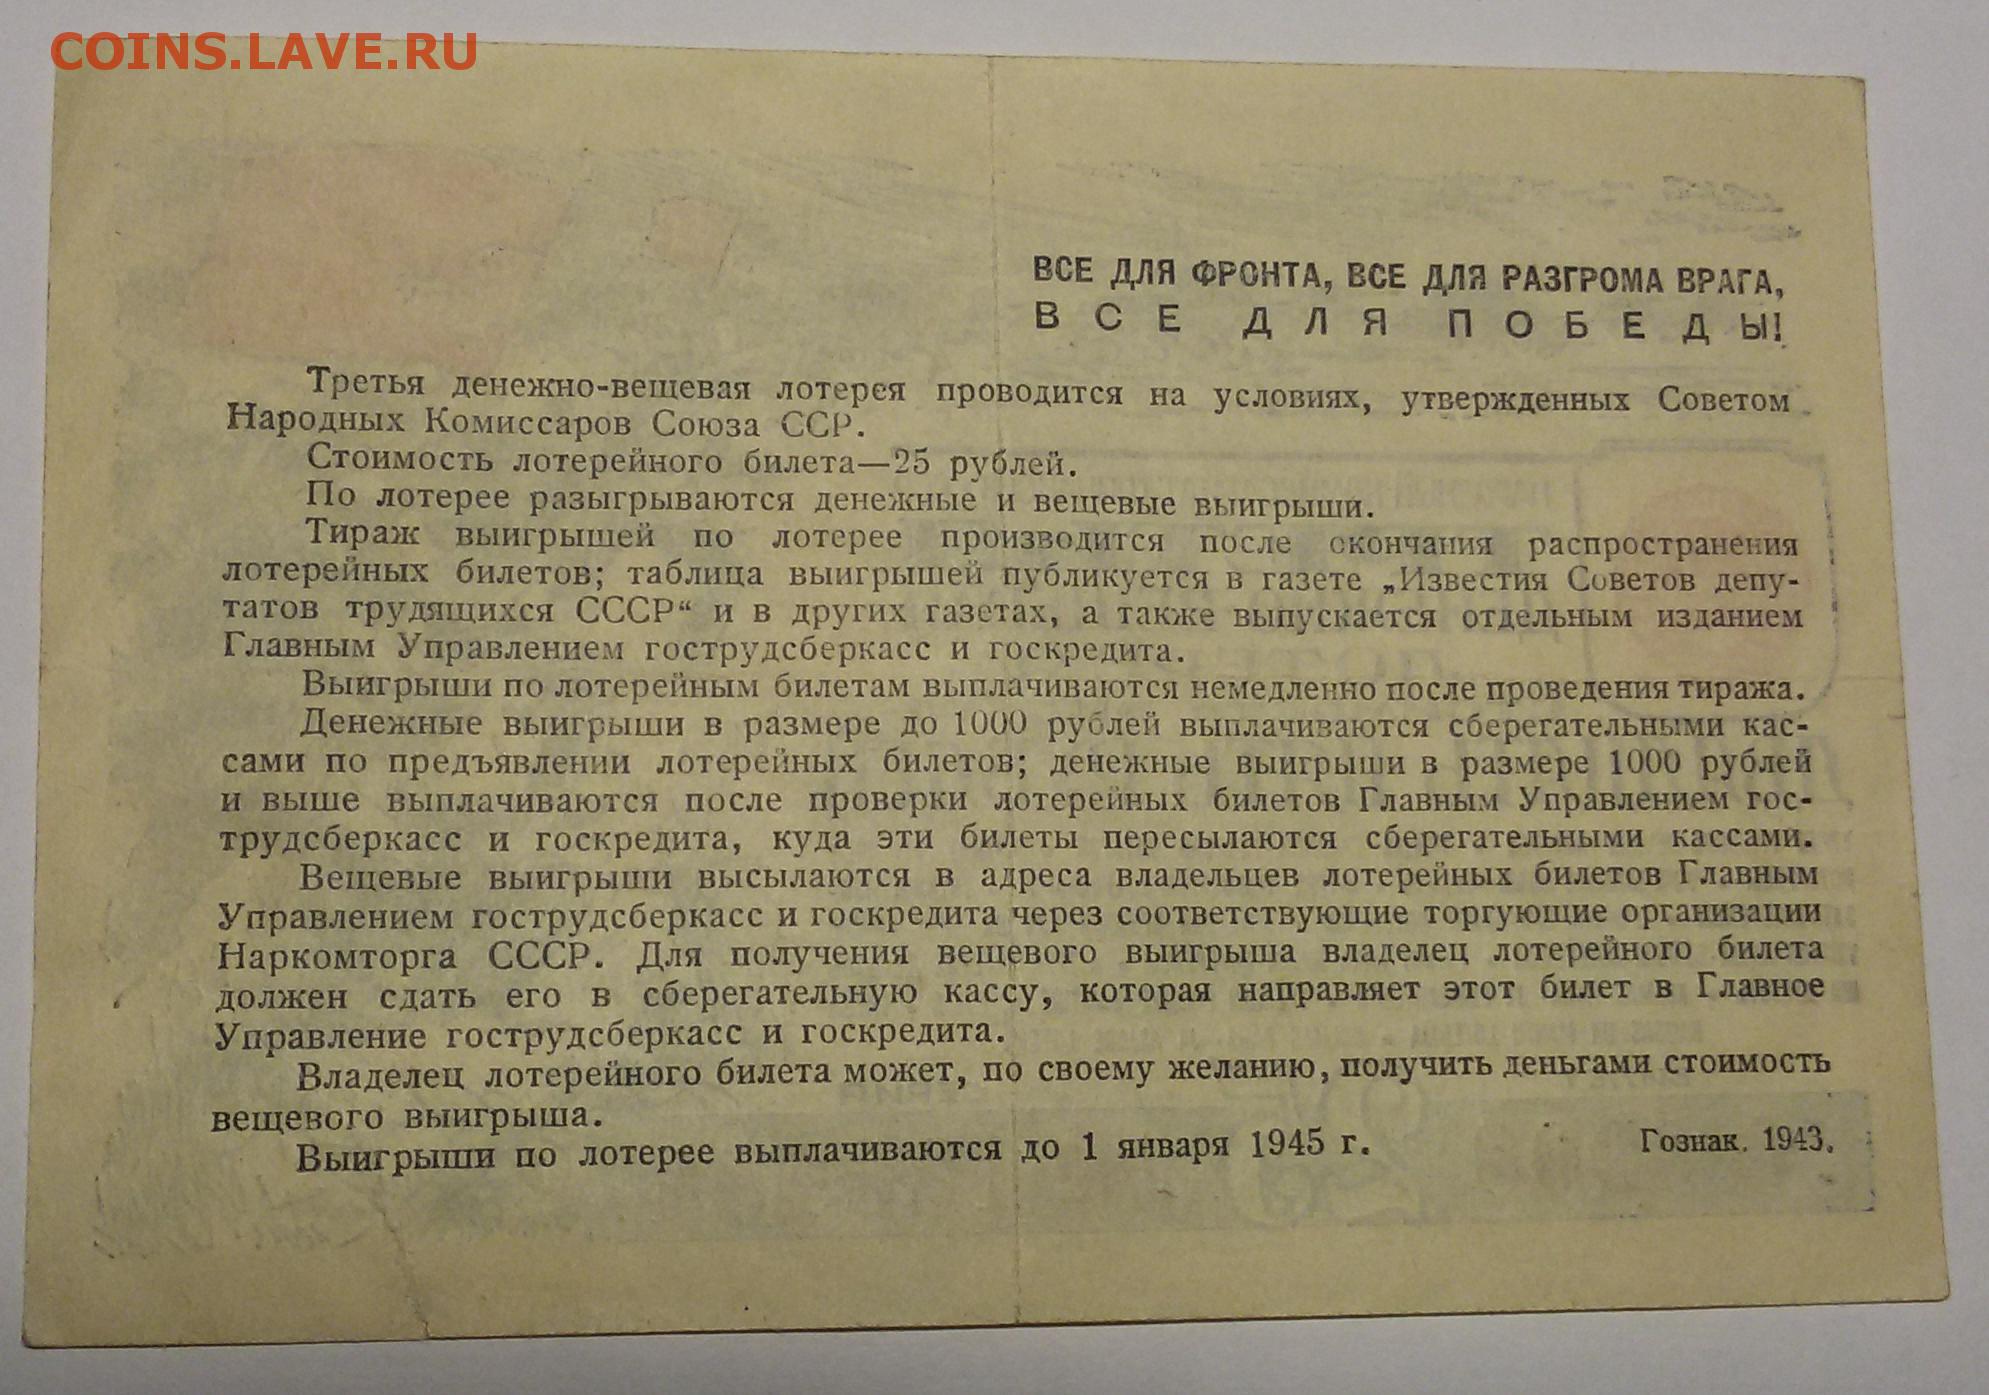 COINS.LAVE.RU
ВСЕ ДЛЯ ФРОНТА, ВСЕ ДЛЯ РАЗГРОМА ВРАГА,
ВСЕ ДЛЯ ПОБЕДЫ!
Третья денежно-вещевая лотерея проводится на условиях, утвержденных Советом
Народных Комиссаров Союза ССР.
Стоимость лотерейного билета—25 рублей.
По лотерее разыгрываются денежные и вещевые выигрыши.
Тираж выигрышей по лотерее производится после окончания распространения
лотерейных билетов; таблица выигрышей публикуется в газете „Известия Советов депу-
татов трудящихся СССР“ и в других газетах, а также выпускается отдельным изданием
Главным Управлением гострудсберкасс и госкредита.
Выигрыши по лотерейным билетам выплачиваются немедленно после проведения тиража.
Денежные выигрыши в размере до 1000 рублей выплачиваются сберегательными кас-
сами по предъявлении лотерейных билетов; денежные выигрыши в размере 1000 рублей
и выше выплачиваются после проверки лотерейных билетов Главным Управлением гос-
трудсберкасс и госкредита, куда эти билеты пересылаются сберегательными кассами.
Вещевые выигрыши высылаются в адреса владельцев лотерейных билетов Главным
Управлением гострудсберкасс и госкредита через соответствующие торгующие организации
Наркомторга СССР. Для получения вещевого выигрыша владелец лотерейного билета
должен сдать его в сберегательную кассу, которая направляет этот билет в Главное
Управление гострудсберкасс и госкредита.
Владелец лотерейного билета может, по своему желанию, получить деньгами стоимость
вещевого выигрыша.
Выигрыши по лотерее выплачиваются до 1 января 1945 г. Гознак. 1943.